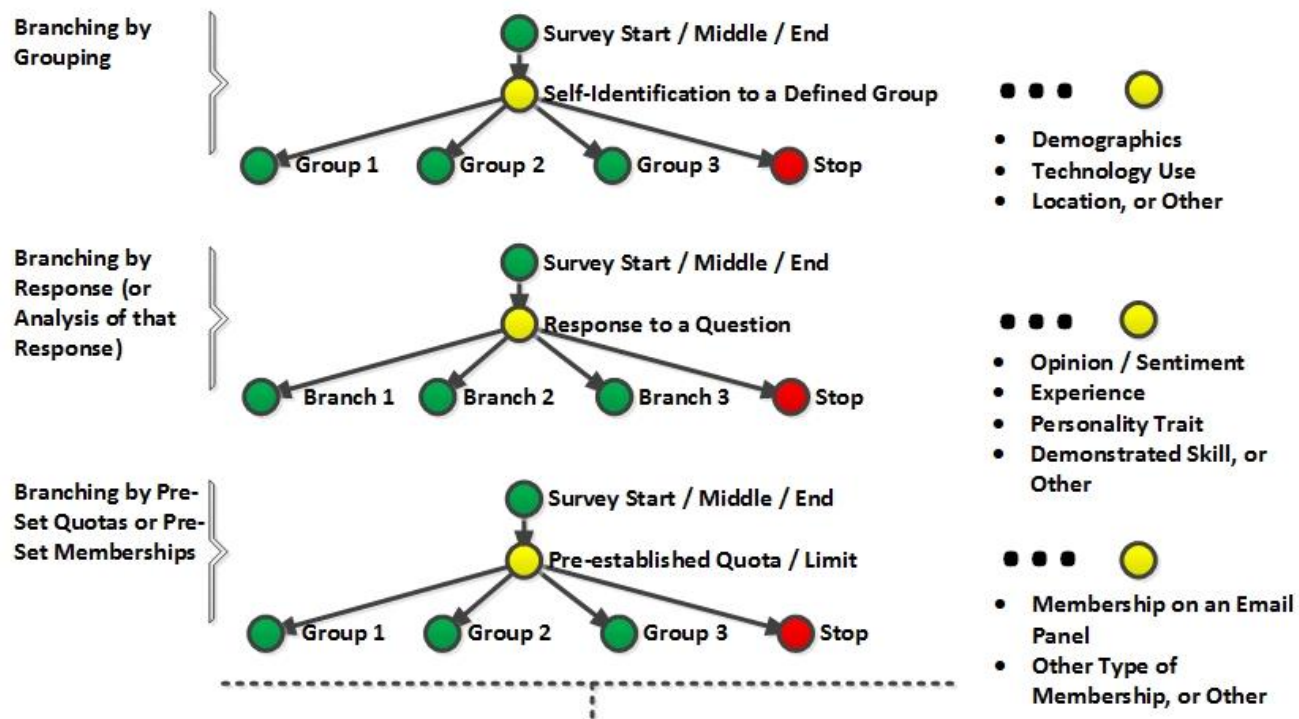 Branching by
Grouping
Survey Start / Middle / End
Self-Identification to a Defined Group
Group 1
Group 2
Group 3
Stop
• Demographics
• Technology Use
• Location, or Other
Branching by
Response (or
Analysis of that
Response)
Survey Start / Middle / End
Response to a Question
Branch 1
Branch 2
Branch 3
Stop
• Opinion / Sentiment
• Experience
• Personality Trait
• Demonstrated Skill, or
Other
Branching by Pre-
Set Quotas or Pre-
Set Memberships
Survey Start / Middle / End
Pre-established Quota / Limit
Group 1
Group 2
Group 3
Stop
• Membership on an Email
Panel
• Other Type of
Membership, or Other